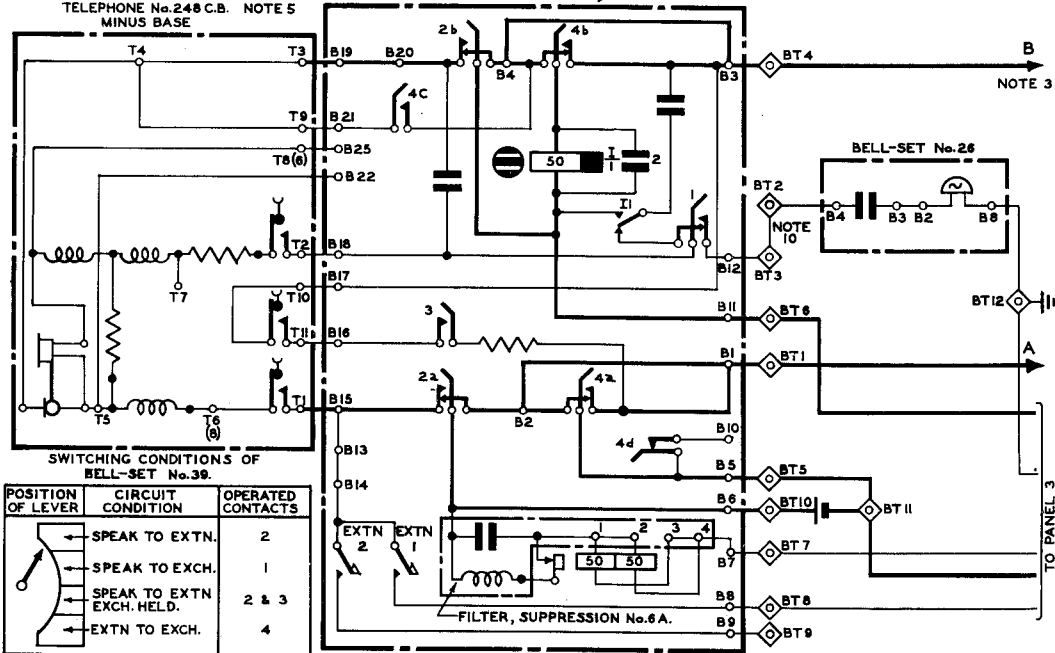 TELEPHONE No.248 C.B. NOTE 5
MINUS BASE
T4
T3
B19
B20
2b
B4
4b
B3
BT4
B
NOTE 3
4C
T9
B21
T8(6)
B25
B22
50
I
1
2
I1
1
BELL-SET No.26
BT2
B4
B3
B2
B8
NOTE
10
T2
B18
B12
BT3
T7
T10
B17
BT12
T11
B16
3
B11
BT6
B1
BT1
A
2a
4a
T5
T6
(8)
T1
B15
B2
B10
4d
B13
B5
BT5
B14
B6
BT10
BT11
EXTN
2
EXTN
1
1
2
3
4
50
50
B7
BT7
B8
BT8
B9
BT9
FILTER, SUPPRESSION No.6A.
TO PANEL 3
SWITCHING CONDITIONS OF
BELL-SET No.39.
POSITION OF LEVER
CIRCUIT CONDITION
OPERATED CONTACTS
SPEAK TO EXTN. 2
SPEAK TO EXCH. 1
SPEAK TO EXTN
EXCH. HELD. 2 & 3
EXTN TO EXCH. 4